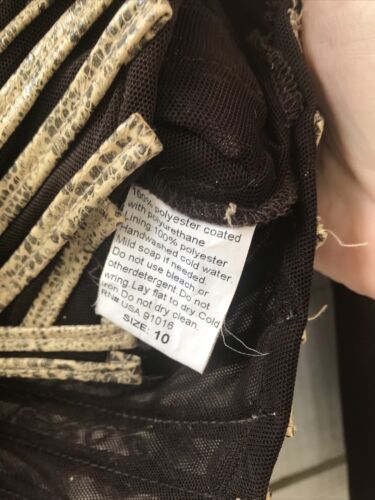 100% polyester coated
with polyurethane
Lining:100% polyester
Handwashed cold water.
Mild soap if needed.
Do not use bleach or
otherdetergent.Do not
wring.Lay flat to dry.Cold
iron.Do not dry clean,
RN# USA 91016
SIZE: 10